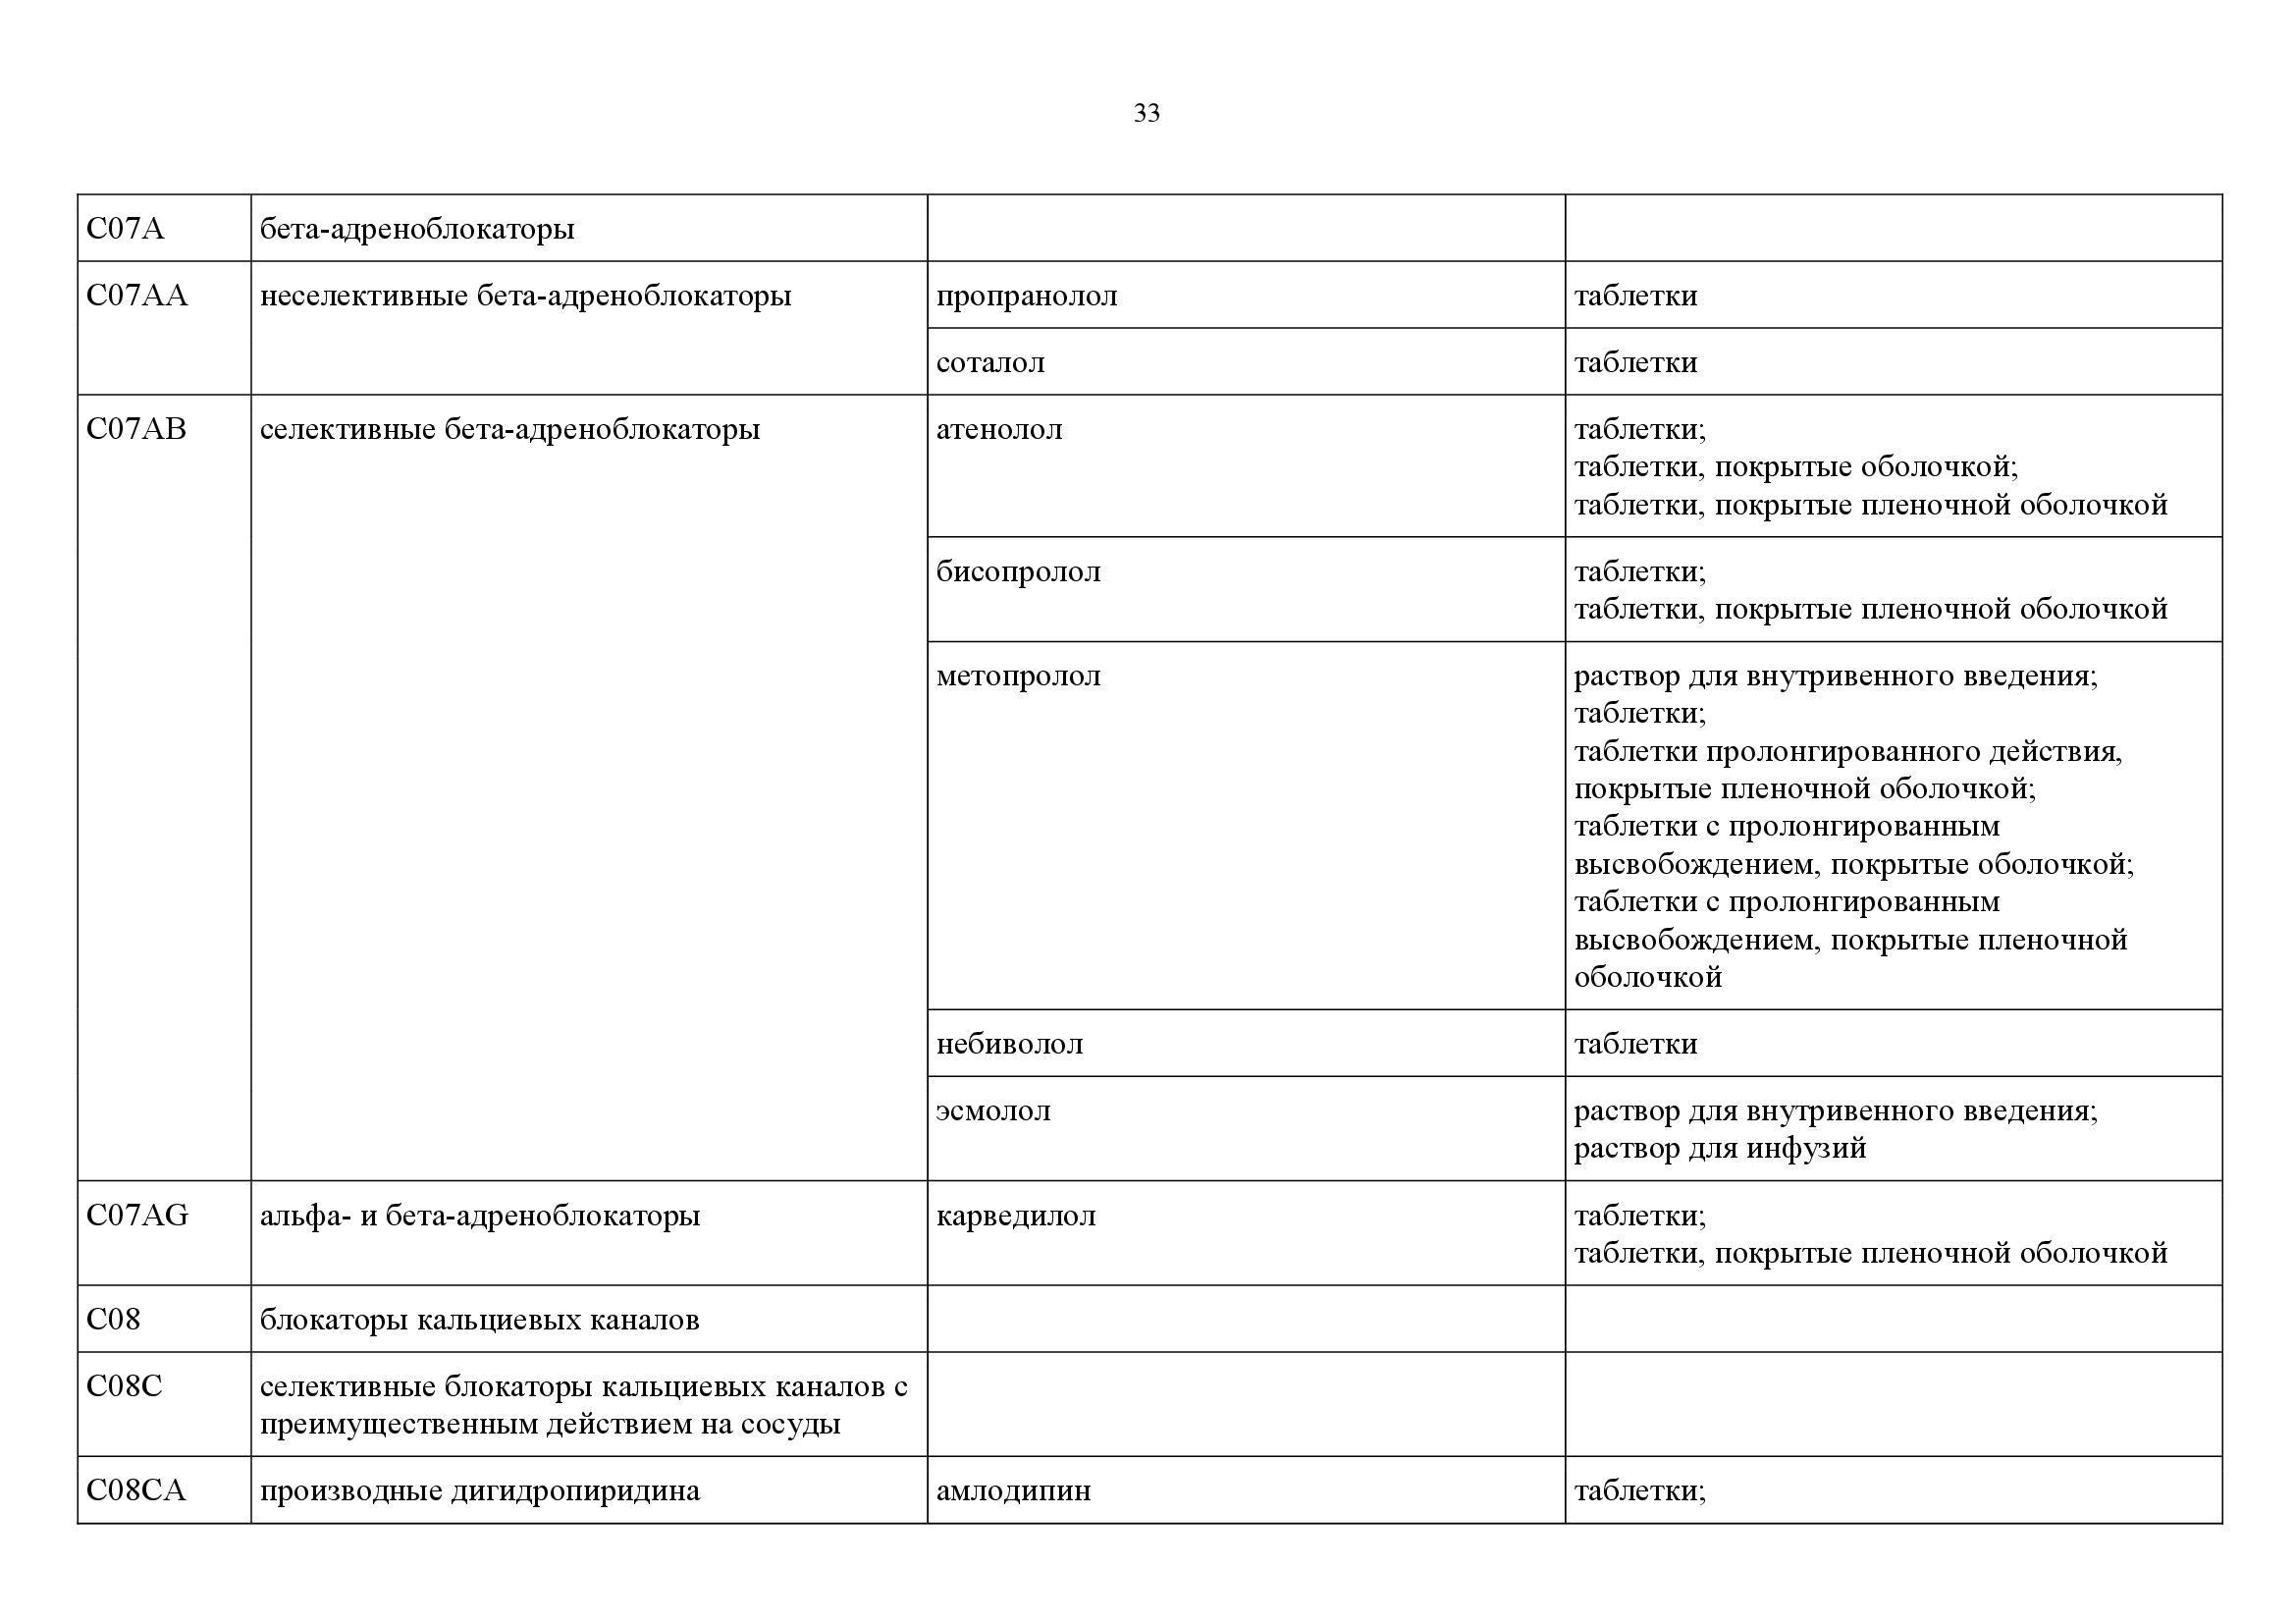 33
C07A бета-адреноблокаторы
C07AA неселективные бета-адреноблокаторы пропранолол таблетки
соталол таблетки
C07AB селективные бета-адреноблокаторы атенолол таблетки;
таблетки, покрытые оболочкой;
таблетки, покрытые пленочной оболочкой
бисопролол таблетки;
таблетки, покрытые пленочной оболочкой
метопролол раствор для внутривенного введения;
таблетки;
таблетки пролонгированного действия,
покрытые пленочной оболочкой;
таблетки с пролонгированным
высвобождением, покрытые оболочкой;
таблетки с пролонгированным
высвобождением, покрытые пленочной
оболочкой
небиволол таблетки
эсмолол раствор для внутривенного введения;
раствор для инфузий
C07AG альфа- и бета-адреноблокаторы карведилол таблетки;
таблетки, покрытые пленочной оболочкой
C08 блокаторы кальциевых каналов
C08C селективные блокаторы кальциевых каналов с
преимущественным действием на сосуды
C08CA производные дигидропиридина амлодипин таблетки;